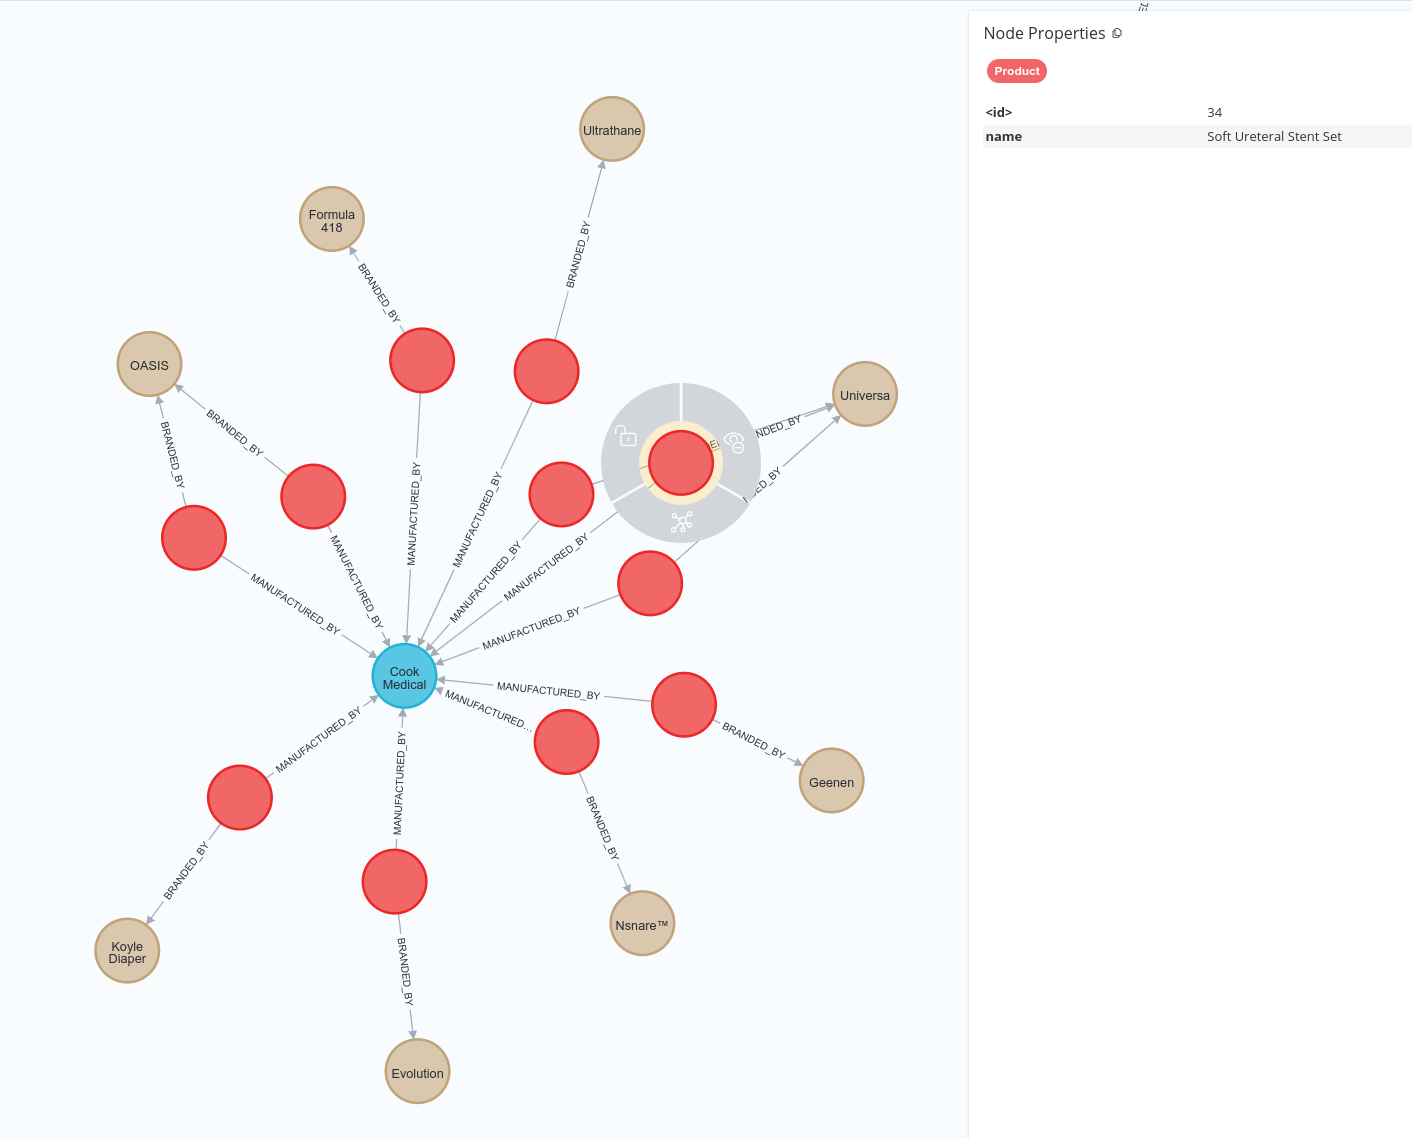 Node Properties
Product
<id> 34
name Soft Ureteral Stent Set
Ultrathane
BRANDED_BY
Formula
418
BRANDED_BY
OASIS
BRANDED_BY
BRANDED_BY
Universa
NDED_BY
MANUFACTURED_BY
MANUFACTURED_BY
MANUFACTURED_BY
MANUFACTURED_BY
MANUFACTURED_BY
MANUFACTURED_BY
MANUFACTURED_BY
Cook
Medical
MANUFACTURED_BY
MANUFACTURED...
MANUFACTURED_BY
MANUFACTURED_BY
BRANDED_BY
Geenen
BRANDED_BY
BRANDED_BY
Nsnare™
Koyle
Diaper
BRANDED_BY
Evolution